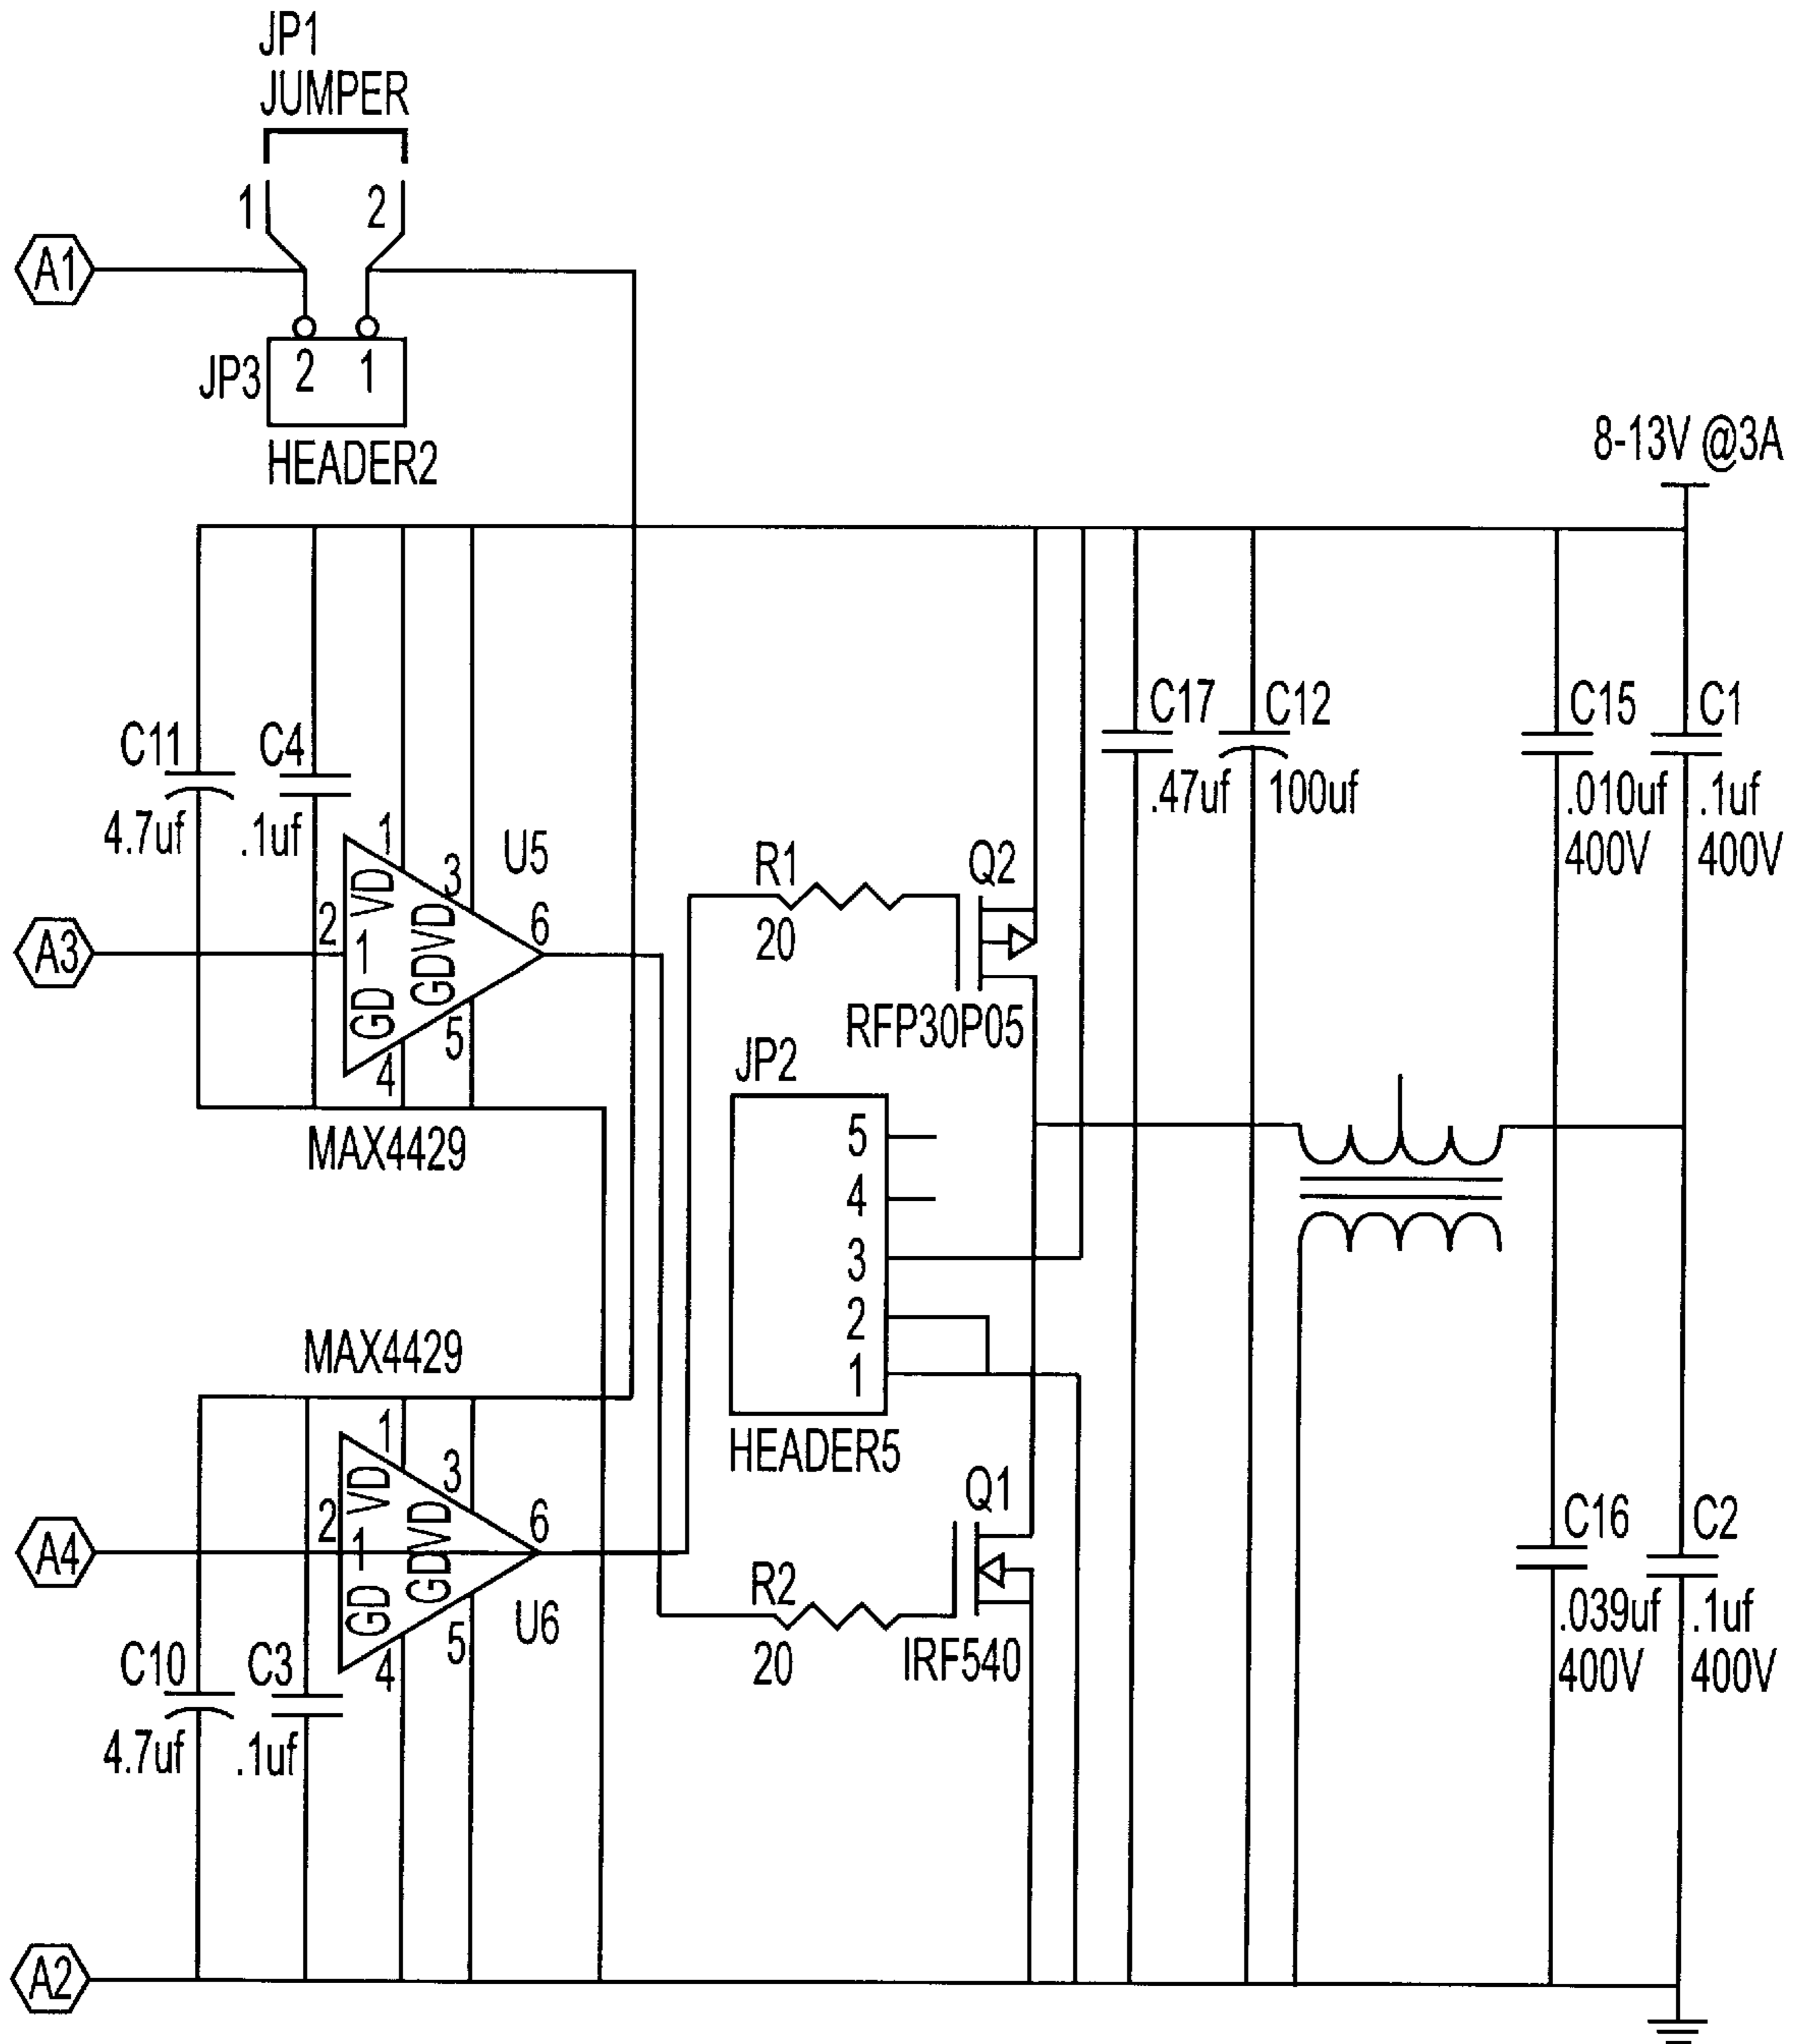 JP1
JUMPER
1
2
A1
2 1
JP3
HEADER2
8-13V @3A
C11
4.7uf
C4
.1uf
C17
.47uf
C12
100uf
C15
.010uf
400V
C1
.1uf
400V
A3
2
1
VD
1
GD
4
3
GDVD
5
U5
6
MAX4429
R1
20
Q2
RFP30P05
JP2
5
4
3
2
1
HEADER5
MAX4429
A4
2
1
VD
1
GD
4
3
GDVD
5
6
U6
C10
4.7uf
C3
.1uf
R2
20
Q1
IRF540
C16
.039uf
400V
C2
.1uf
400V
A2